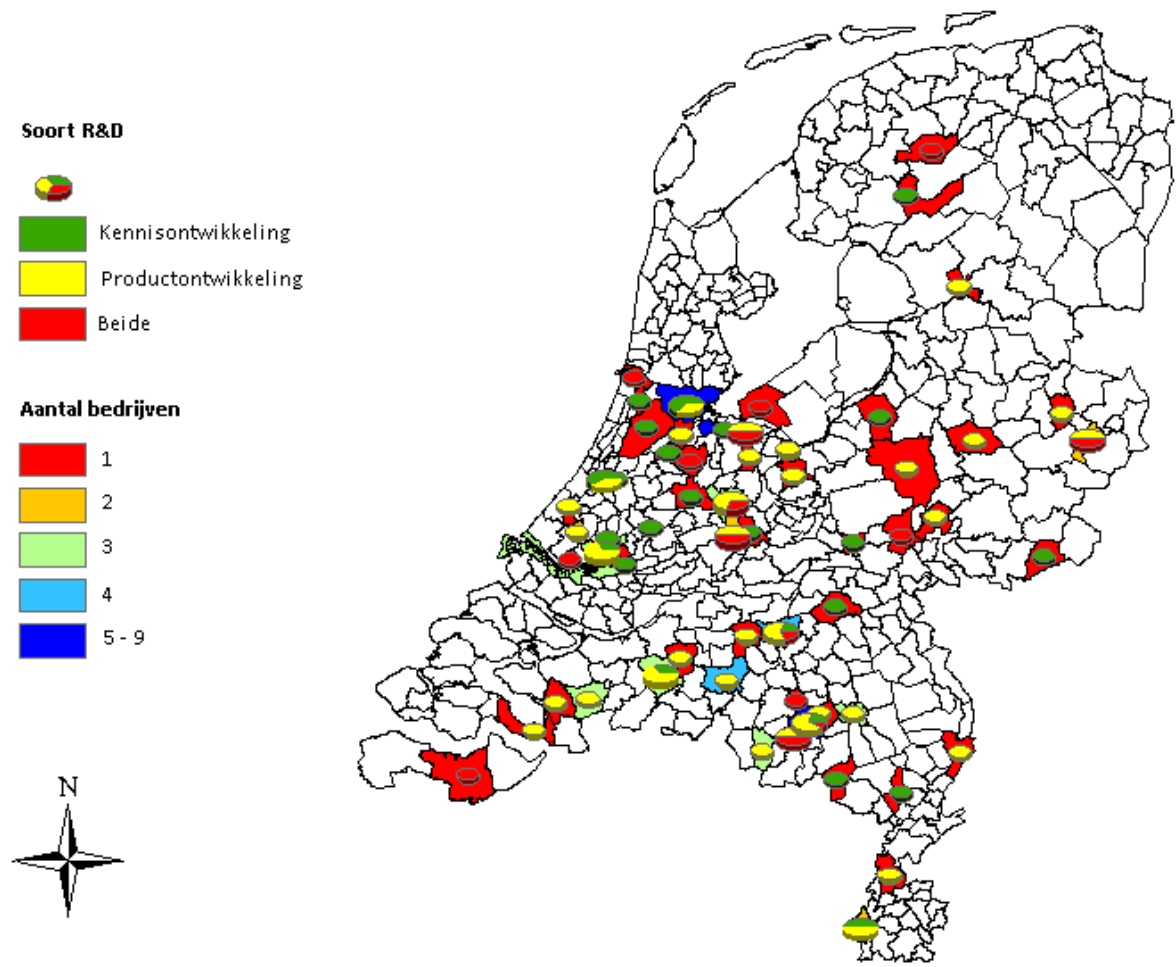 Soort R&D
Kennisontwikkeling
Productontwikkeling
Beide
Aantal bedrijven
1
2
3
4
5 - 9
N